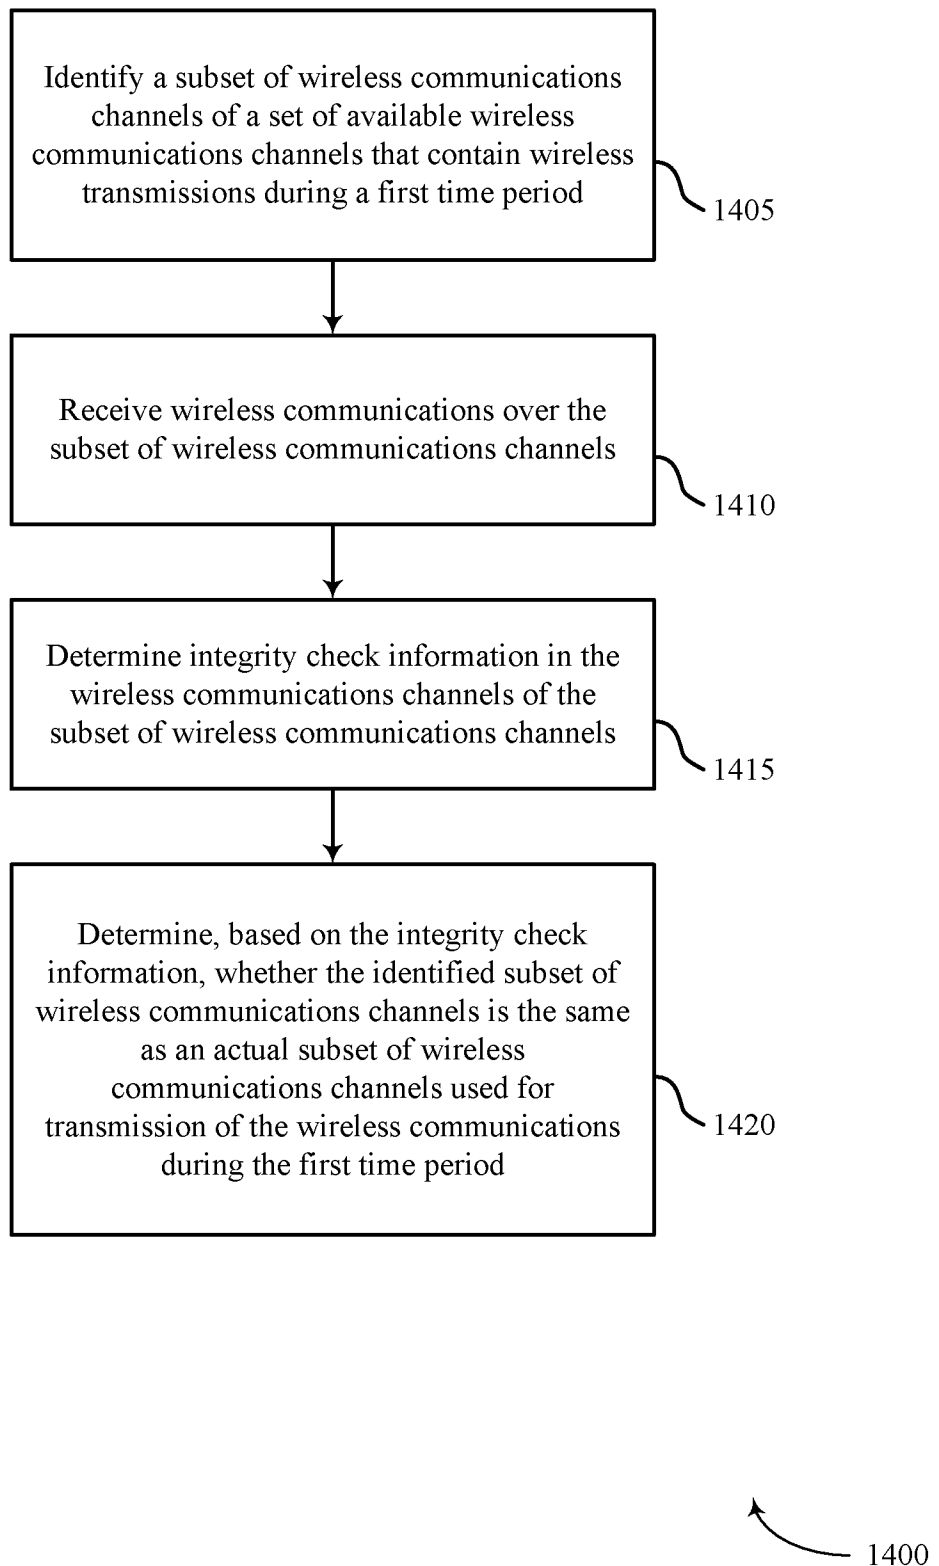 Identify a subset of wireless communications
channels of a set of available wireless
communications channels that contain wireless
transmissions during a first time period
1405
Receive wireless communications over the
subset of wireless communications channels
1410
Determine integrity check information in the
wireless communications channels of the
subset of wireless communications channels
1415
Determine, based on the integrity check
information, whether the identified subset of
wireless communications channels is the same
as an actual subset of wireless
communications channels used for
transmission of the wireless communications
during the first time period
1420
1400